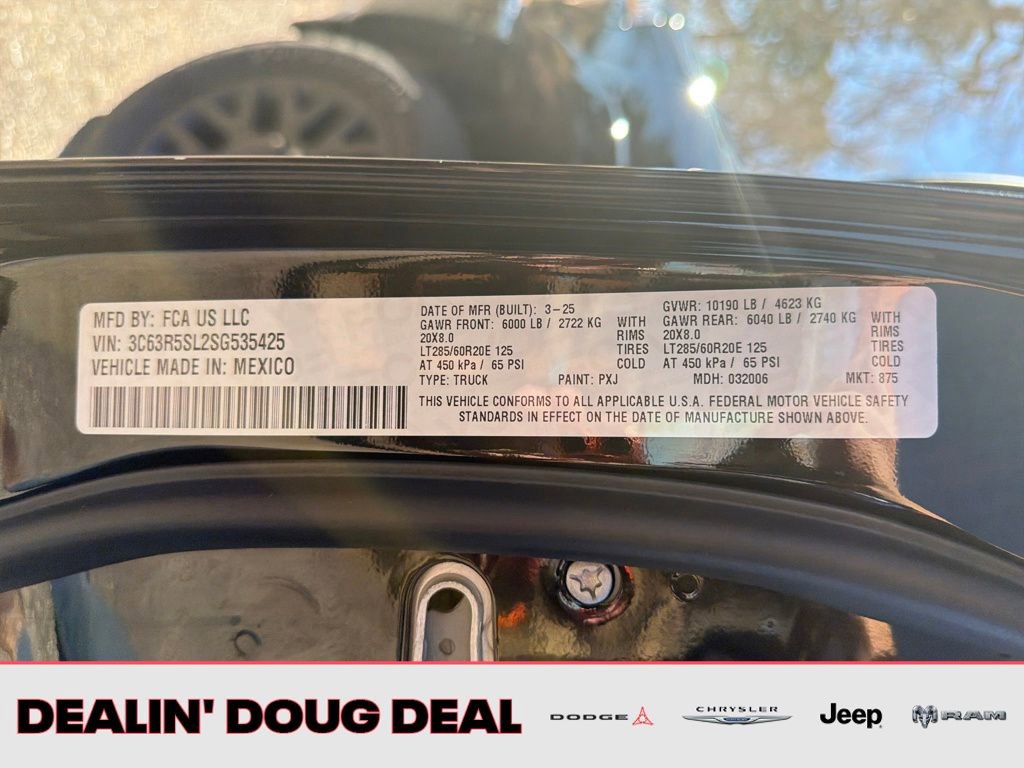 MFD BY: FCA US LLC
VIN: 3C63R5SL2SG535425
VEHICLE MADE IN: MEXICO
DATE OF MFR (BUILT): 3-25
GAWR FRONT: 6000 LB / 2722 KG WITH
20X8.0 RIMS
LT285/60R20E 125 TIRES
AT 450 kPa / 65 PSI COLD
GVWR: 10190 LB / 4623 KG
GAWR REAR: 6040 LB / 2740 KG WITH
20X8.0 RIMS
LT285/60R20E 125 TIRES
AT 450 kPa / 65 PSI COLD
TYPE: TRUCK PAINT: PXJ MDH: 032006 MKT: 875
THIS VEHICLE CONFORMS TO ALL APPLICABLE U.S.A. FEDERAL MOTOR VEHICLE SAFETY
STANDARDS IN EFFECT ON THE DATE OF MANUFACTURE SHOWN ABOVE.
DEALIN' DOUG DEAL DODGE CHRYSLER Jeep RAM